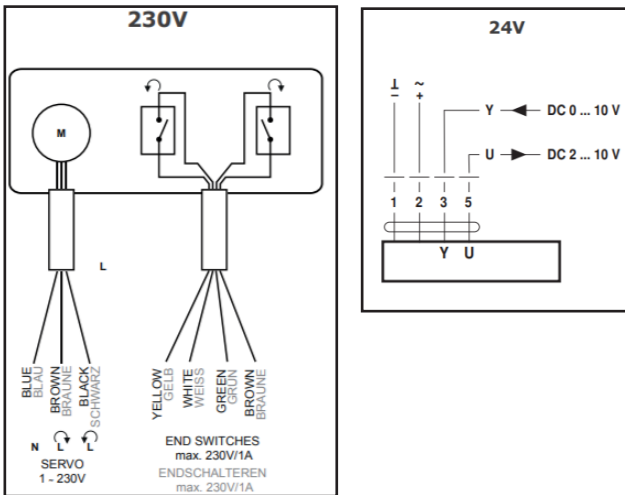 230V
M
L
BLUE
BLAU
BROWN
BRAUNE
BLACK
SCHWARZ
YELLOW
GELB
WHITE
WEISS
GREEN
GRÜN
BROWN
BRAUNE
N L L
SERVO
1 - 230V
END SWITCHES
max. 230V/1A
ENDSCHALTEREN
max. 230V/1A
24V
⊥ ~
− +
Y DC 0 ... 10 V
U DC 2 ... 10 V
1 2 3 5
Y U